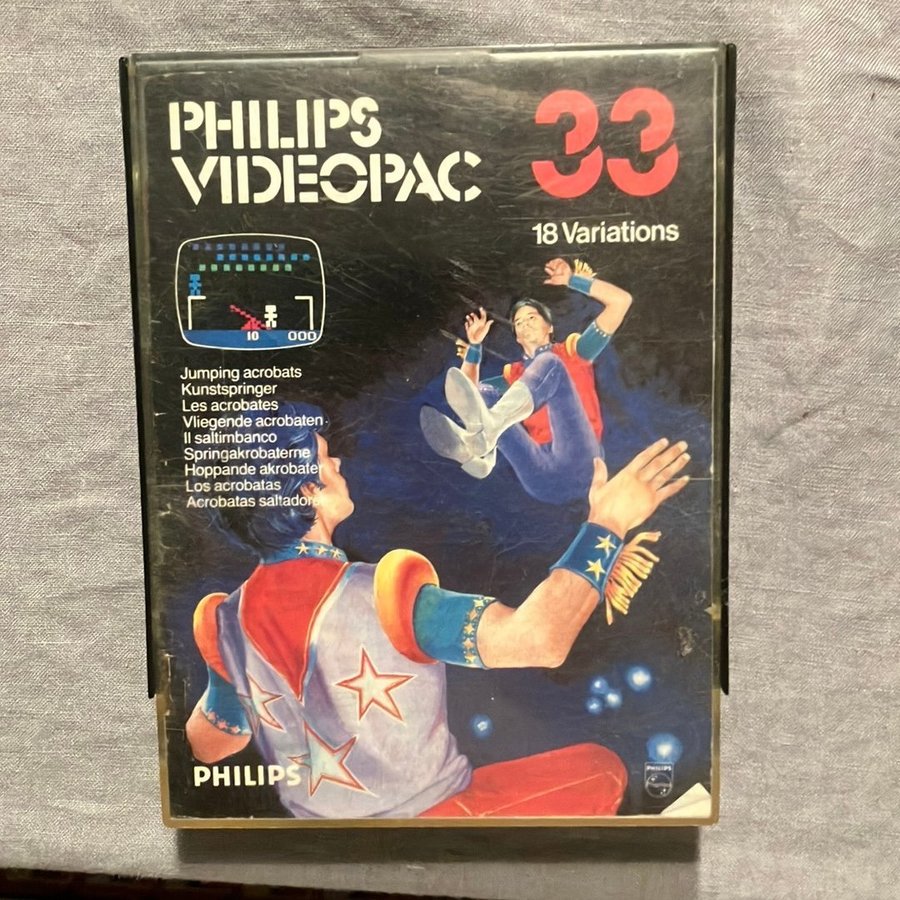 PHILIPS
VIDEOPAC
33
18 Variations
10 000
Jumping acrobats
Kunstspringer
Les acrobates
Vliegende acrobaten
Il saltimbanco
Springakrobaterne
Hoppande akrobater
Los acrobatas
Acrobatas saltadores
PHILIPS
PHILIPS